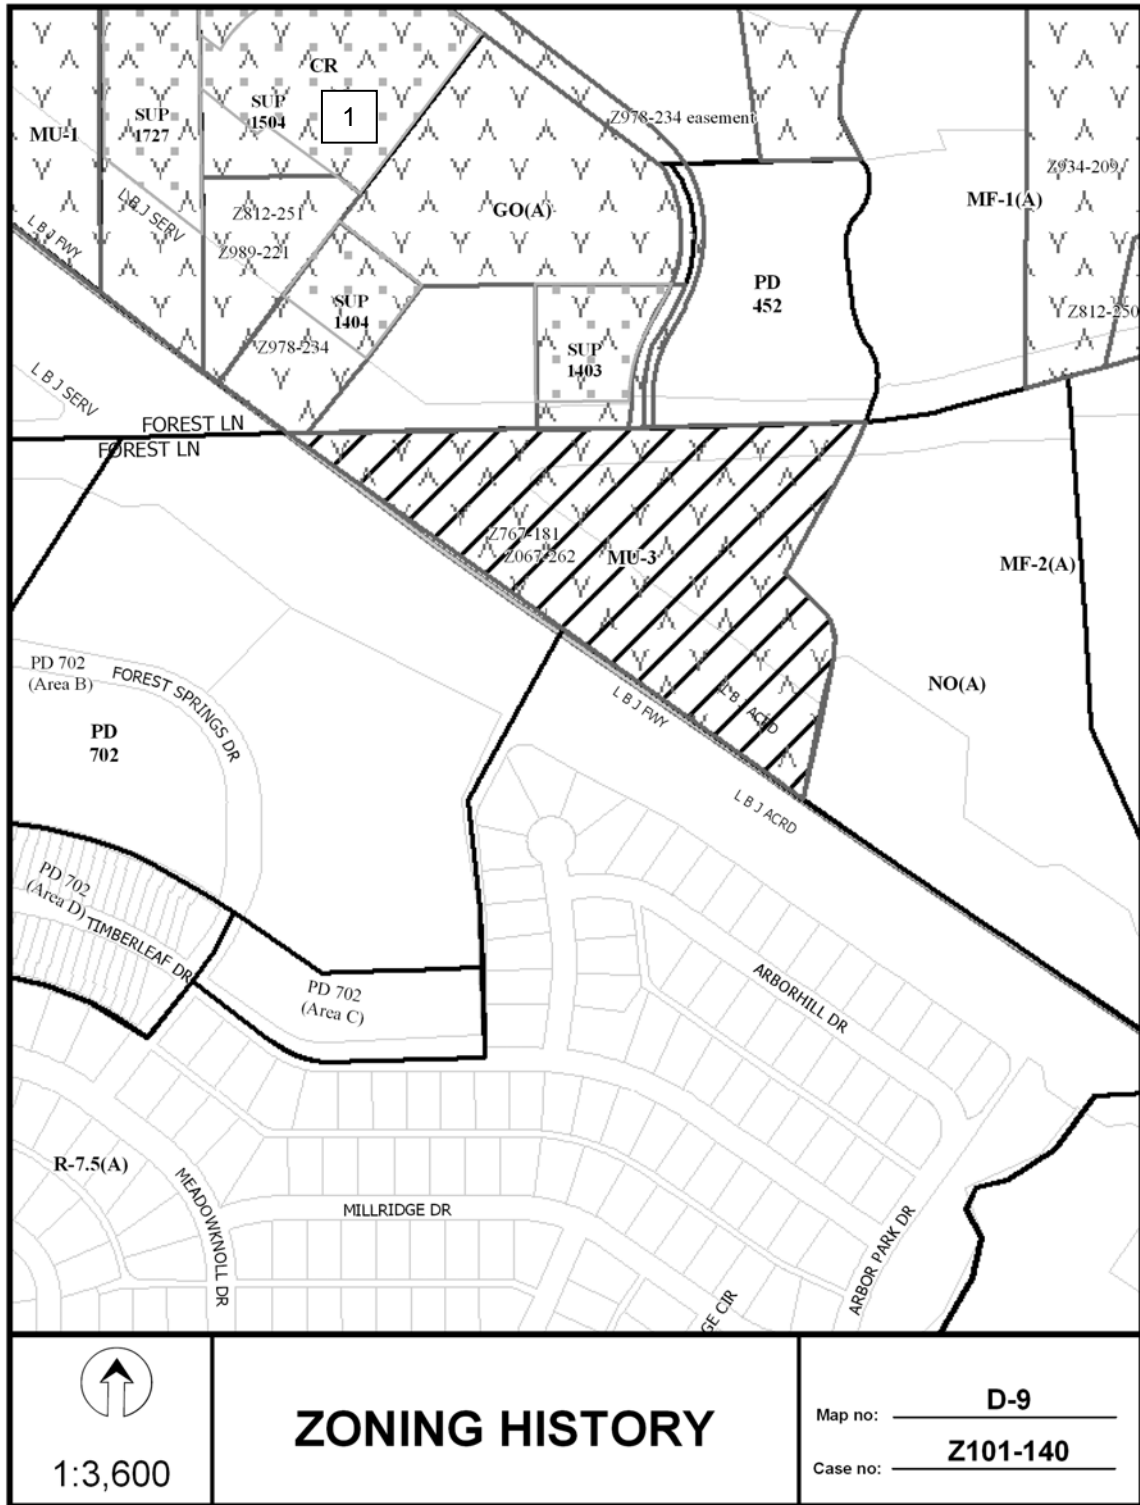 CR
SUP
1504
1
SUP
1727
MU-1
Z978-234 easement
Z934-209
MF-1(A)
L B J SERV
L B J FWY
Z812-251
Z989-221
GO(A)
PD
452
SUP
1404
Z978-234
Z812-250
SUP
1403
L B J SERV
FOREST LN
FOREST LN
Z767-181
Z067-262
MU-3
MF-2(A)
PD 702
(Area B)
FOREST SPRINGS DR
PD
702
L B J FWY
L B J ACRD
NO(A)
L B J ACRD
PD 702
(Area D)
TIMBERLEAF DR
PD 702
(Area C)
ARBORHILL DR
R-7.5(A)
MEADOWKNOLL DR
MILLRIDGE DR
ARBOR PARK DR
GE CIR
1:3,600
ZONING HISTORY
Map no: D-9
Case no: Z101-140